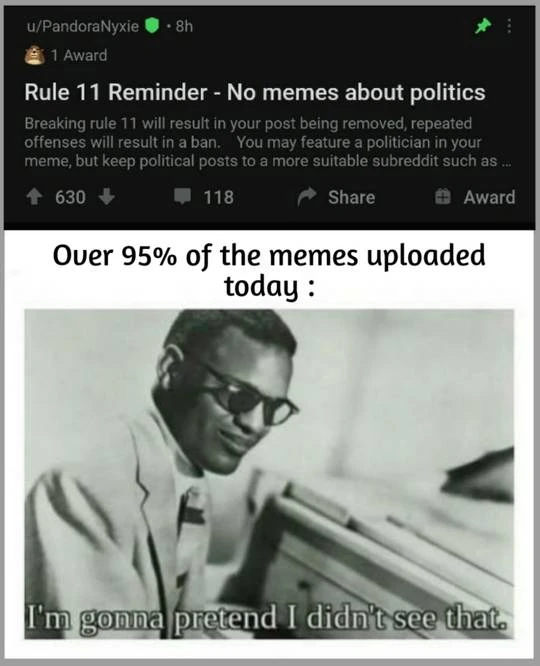 u/PandoraNyxie • 8h
1 Award
Rule 11 Reminder - No memes about politics
Breaking rule 11 will result in your post being removed, repeated
offenses will result in a ban. You may feature a politician in your
meme, but keep political posts to a more suitable subreddit such as ...
630 118 Share Award
Over 95% of the memes uploaded
today :
I'm gonna pretend I didn't see that.